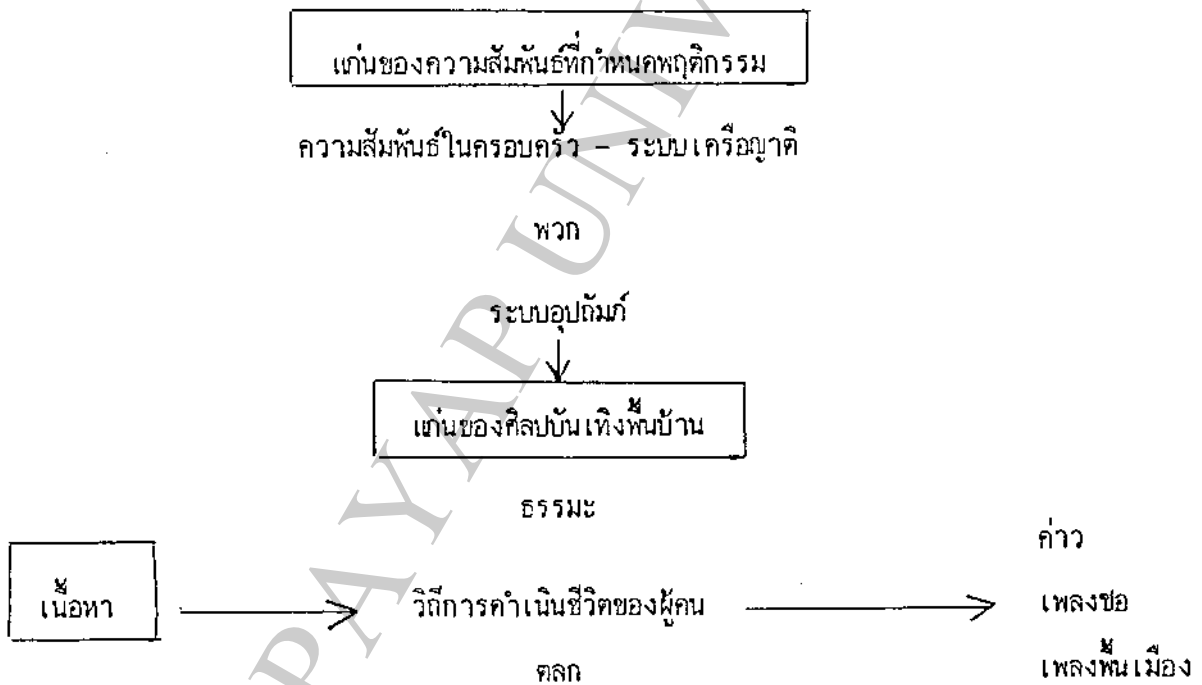 แก่นของความสัมพันธ์ที่กำหนดพฤติกรรม
ความสัมพันธ์ในครอบครัว - ระบบเครือญาติ
พวก
ระบบอุปถัมภ์
แก่นของศิลปบันเทิงพื้นบ้าน
ธรรมะ
เนื้อหา
วิถีการดำเนินชีวิตของผู้คน
ตลก
ค่าว
เพลงซอ
เพลงพื้นเมือง
PAYAP UNIV